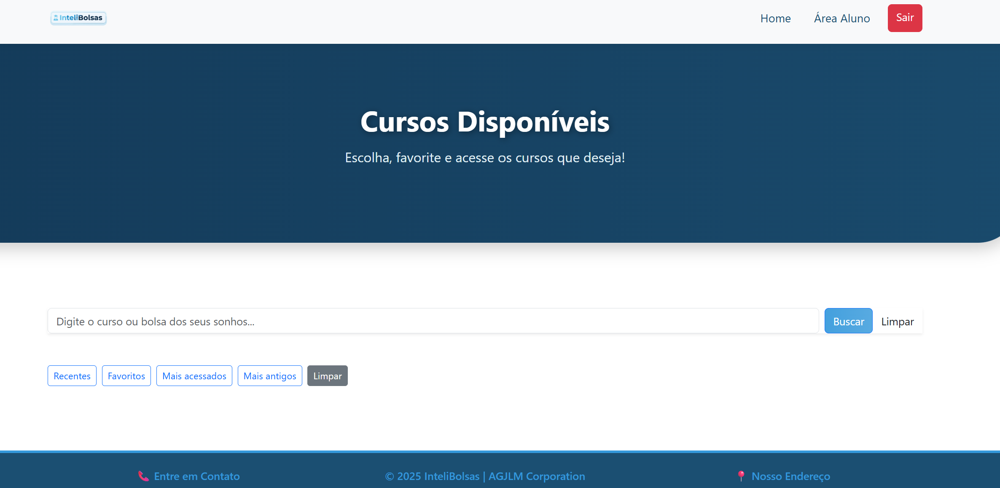 InteliBolsas
Home Área Aluno Sair
Cursos Disponíveis
Escolha, favorite e acesse os cursos que deseja!
Digite o curso ou bolsa dos seus sonhos... Buscar Limpar
Recentes Favoritos Mais acessados Mais antigos Limpar
Entre em Contato © 2025 InteliBolsas | AGJLM Corporation Nosso Endereço